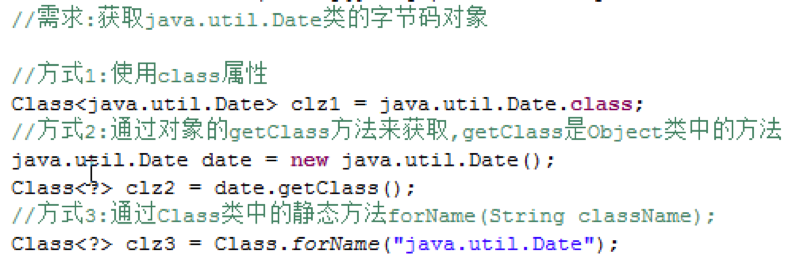 //需求:获取java.util.Date类的字节码对象
//方式1:使用class属性
Class<java.util.Date> clz1 = java.util.Date.class;
//方式2:通过对象的getClass方法来获取,getClass是Object类中的方法
java.util.Date date = new java.util.Date();
Class<?> clz2 = date.getClass();
//方式3:通过Class类中的静态方法forName(String className);
Class<?> clz3 = Class.forName("java.util.Date");